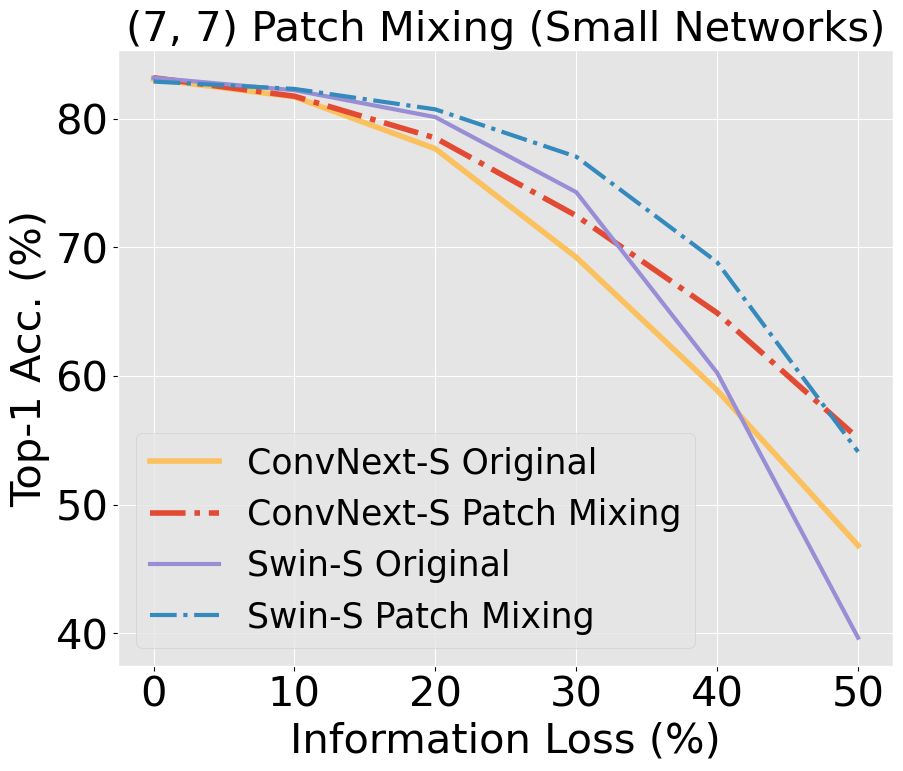 (7, 7) Patch Mixing (Small Networks)
Top-1 Acc. (%)
80
70
60
50
40
ConvNext-S Original
ConvNext-S Patch Mixing
Swin-S Original
Swin-S Patch Mixing
0 10 20 30 40 50
Information Loss (%)